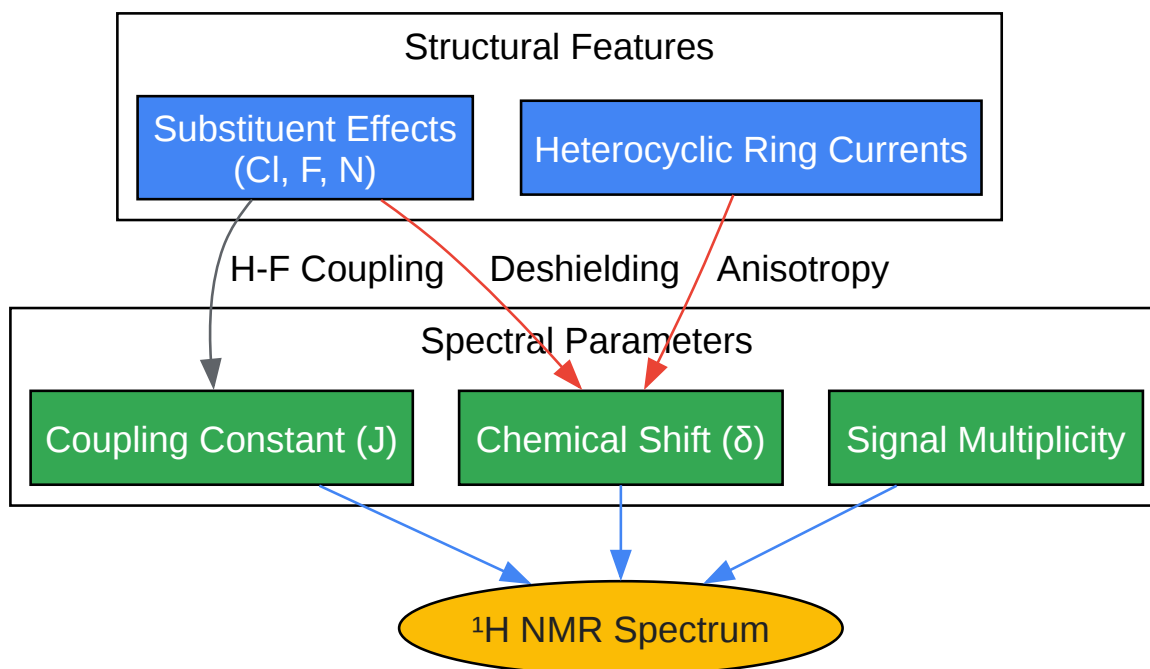 Structural Features
Substituent Effects
(Cl, F, N)
Heterocyclic Ring Currents
H-F Coupling
Deshielding
Anisotropy
Spectral Parameters
Coupling Constant (J)
Chemical Shift (δ)
Signal Multiplicity
¹H NMR Spectrum